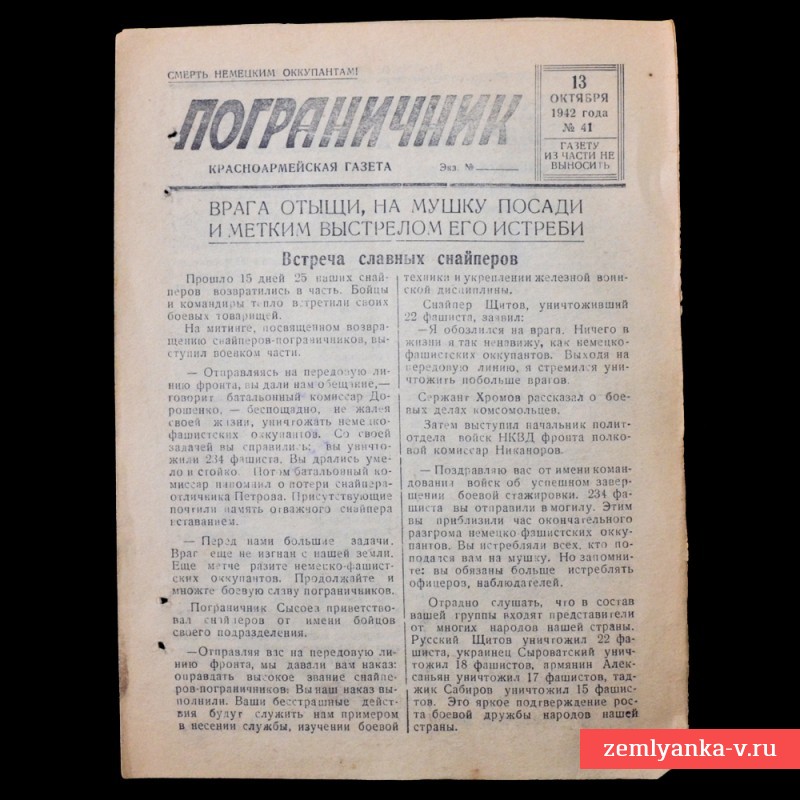 СМЕРТЬ НЕМЕЦКИМ ОККУПАНТАМ!
ПОГРАНИЧНИК
КРАСНОАРМЕЙСКАЯ ГАЗЕТА Экз. №
13
ОКТЯБРЯ
1942 года
№ 41
ГАЗЕТУ
ИЗ ЧАСТИ НЕ
ВЫНОСИТЬ
ВРАГА ОТЫЩИ, НА МУШКУ ПОСАДИ
И МЕТКИМ ВЫСТРЕЛОМ ЕГО ИСТРЕБИ
Встреча славных снайперов
Прошло 15 дней 25 наших снай-
перов возвратились в часть. Бойцы
и командиры тепло встретили своих
боевых товарищей.
На митинге, посвященном возвра-
щению снайперов-пограничников, вы-
ступил военком части.
— Отправляясь на передовую ли-
нию фронта, вы дали нам обещание,—
говорит батальонный комиссар До-
рошенко, — беспощадно, не жалея
своей жизни, уничтожать немецко-
фашистских оккупантов. Со своей
задачей вы справились: вы уничто-
жили 234 фашиста. Вы дрались уме-
ло и стойко. Потом батальонный ко-
миссар напомнил о потери снайпера-
отличника Петрова. Присутствующие
почтили память отважного снайпера
вставанием.
— Перед нами большие задачи.
Враг еще не изгнан с нашей земли.
Еще метче разите немеско-фашист-
ских оккупантов. Продолжайте и
множте боевую славу пограничников.
Пограничник Сысоев приветство-
вал снайперов от имени бойцов
своего подразделения.
—Отправляя вас на передовую ли-
нию фронта, мы давали вам наказ:
оправдать высокое звание снайпе-
ров-пограничников. Вы наш наказ вы-
полнили. Ваши бесстрашные дейст-
вия будут служить нам примером
в несении службы, изучении боевой
техники и укреплении железной воин-
ской дисциплины.
Снайпер Щитов, уничтоживший
22 фашиста, заявил:
—Я обозлился на врага. Ничего в
жизни я так ненавижу, как немецко-
фашистских оккупантов. Выходя на
передовую линию, я стремился уни-
чтожить побольше врагов.
Сержант Хромов рассказал о бое-
вых делах комсомольцев.
Затем выступил начальник полит-
отдела войск НКВД фронта полко-
вой комиссар Никаноров.
—Поздравляю вас от имени коман-
дования войск об успешном завер-
шении боевой стажировки. 234 фа-
шиста вы отправили в могилу. Этим
вы приблизили час окончательного
разгрома немецко-фашистских окку-
пантов. Вы истребляли всех, кто по-
подался вам на мушку. Но запомни-
те: вы обязаны больше истреблять
офицеров, наблюдателей.
Отрадно слушать, что в состав
вашей группы входят представители
от многих народов нашей страны.
Русский Щитов уничтожил 22 фа-
шиста, украинец Сыроватский унич-
тожил 18 фашистов, армянин Алек-
саньян уничтожил 17 фашистов, тад-
жик Сабиров уничтожил 15 фашис-
тов. Это яркое подтверждение рос-
та боевой дружбы народов нашей
страны.
zemlyanka-v.ru